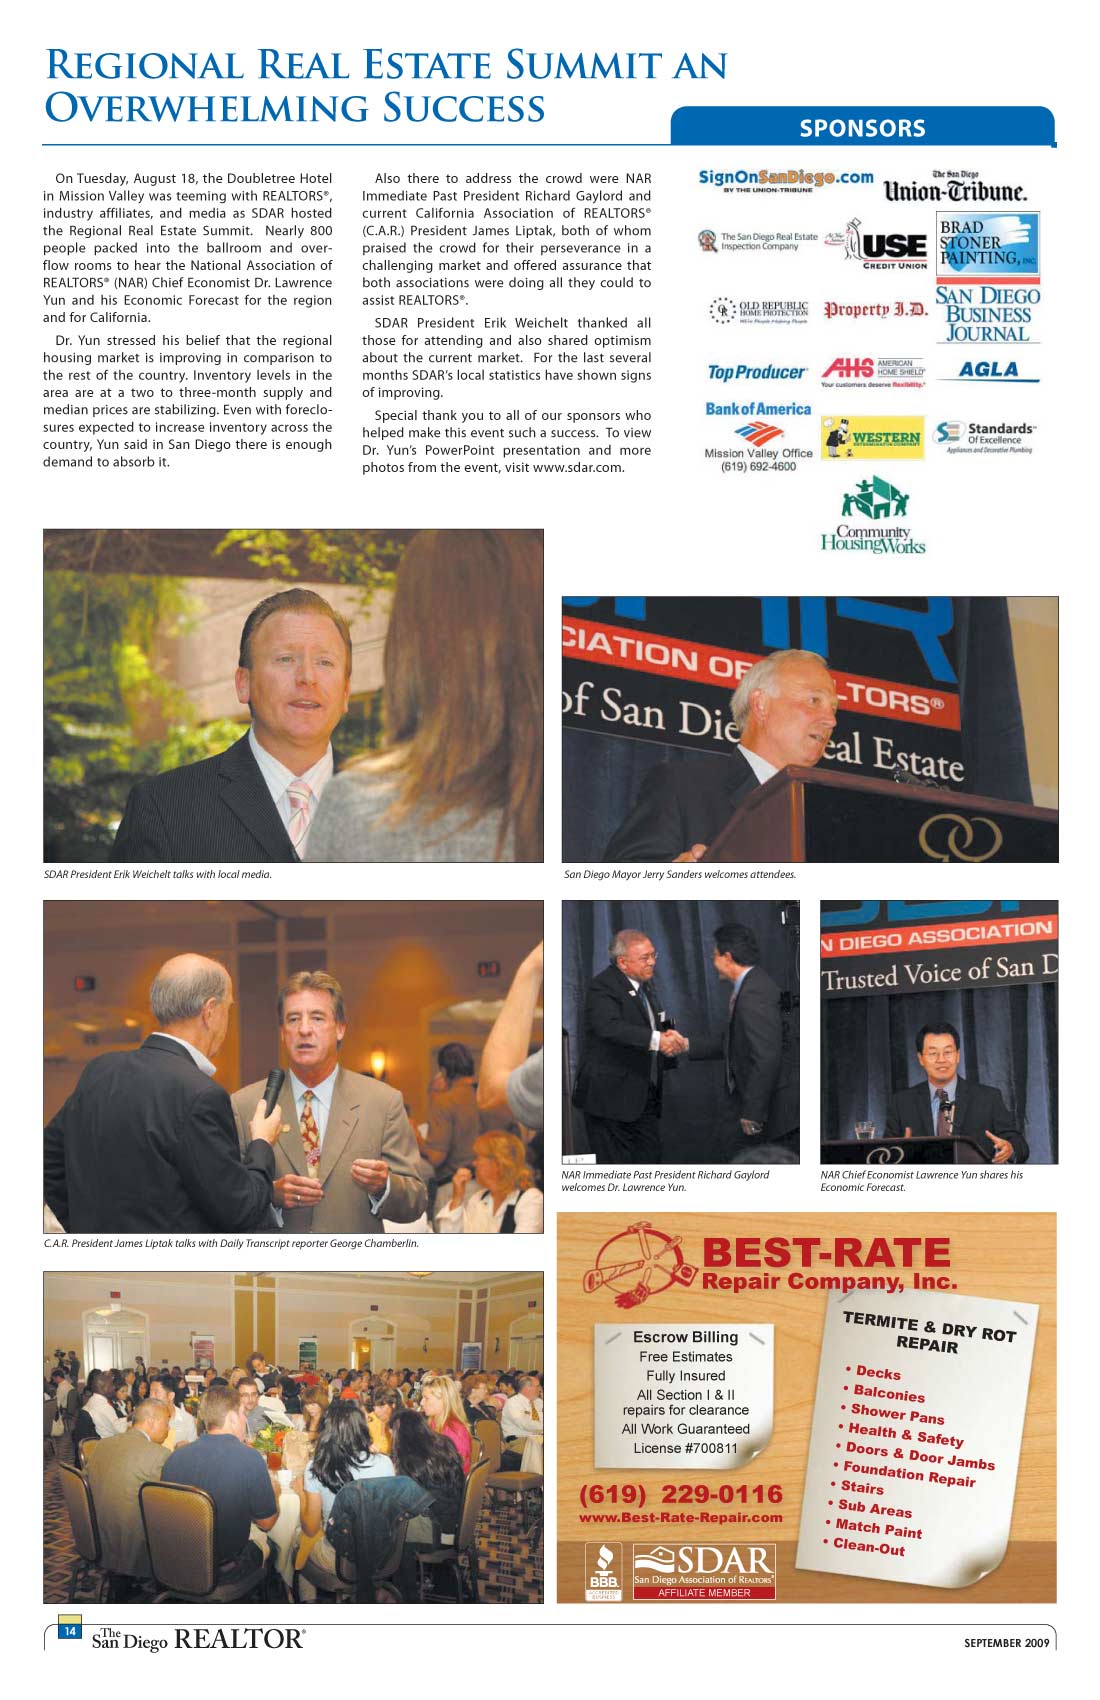 REGIONAL REAL ESTATE SUMMIT AN
OVERWHELMING SUCCESS
SPONSORS
On Tuesday, August 18, the Doubletree Hotel
in Mission Valley was teeming with REALTORS®,
industry affiliates, and media as SDAR hosted
the Regional Real Estate Summit. Nearly 800
people packed into the ballroom and over-
flow rooms to hear the National Association of
REALTORS® (NAR) Chief Economist Dr. Lawrence
Yun and his Economic Forecast for the region
and for California.
Dr. Yun stressed his belief that the regional
housing market is improving in comparison to
the rest of the country. Inventory levels in the
area are at a two to three-month supply and
median prices are stabilizing. Even with foreclo-
sures expected to increase inventory across the
country, Yun said in San Diego there is enough
demand to absorb it.
Also there to address the crowd were NAR
Immediate Past President Richard Gaylord and
current California Association of REALTORS®
(C.A.R.) President James Liptak, both of whom
praised the crowd for their perseverance in a
challenging market and offered assurance that
both associations were doing all they could to
assist REALTORS®.
SDAR President Erik Weichelt thanked all
those for attending and also shared optimism
about the current market. For the last several
months SDAR's local statistics have shown signs
of improving.
Special thank you to all of our sponsors who
helped make this event such a success. To view
Dr. Yun's PowerPoint presentation and more
photos from the event, visit www.sdar.com.
SignOnSanDiego.com
BY THE UNION-TRIBUNE
The San Diego
Union-Tribune.
The San Diego Real Estate
Inspection Company
USE
CREDIT UNION
BRAD
STONER
PAINTING, INC.
OLD REPUBLIC
HOME PROTECTION
We're People Helping People
Property I.D.
SAN DIEGO
BUSINESS
JOURNAL
Top Producer
AHS AMERICAN
HOME SHIELD
Your customers deserve flexibility.
AGLA
Bank of America
Mission Valley Office
(619) 692-4600
WESTERN
EXTERMINATOR COMPANY
Standards™
Of Excellence
Appliances and Decorative Plumbing
Community
HousingWorks
CIATION OF
-TORS®
of San Die
eal Estate
SDAR President Erik Weichelt talks with local media.
San Diego Mayor Jerry Sanders welcomes attendees.
N DIEGO ASSOCIATION
Trusted Voice of San D
C.A.R. President James Liptak talks with Daily Transcript reporter George Chamberlin.
NAR Immediate Past President Richard Gaylord
welcomes Dr. Lawrence Yun.
NAR Chief Economist Lawrence Yun shares his
Economic Forecast.
BEST-RATE
Repair Company, Inc.
Escrow Billing
Free Estimates
Fully Insured
All Section I & II
repairs for clearance
All Work Guaranteed
License #700811
(619) 229-0116
www.Best-Rate-Repair.com
BBB.
ACCREDITED
BUSINESS
SDAR
San Diego Association of REALTORS®
AFFILIATE MEMBER
TERMITE & DRY ROT
REPAIR
• Decks
• Balconies
• Shower Pans
• Health & Safety
• Doors & Door Jambs
• Foundation Repair
• Stairs
• Sub Areas
• Match Paint
• Clean-Out
14
The
San Diego REALTOR®
SEPTEMBER 2009